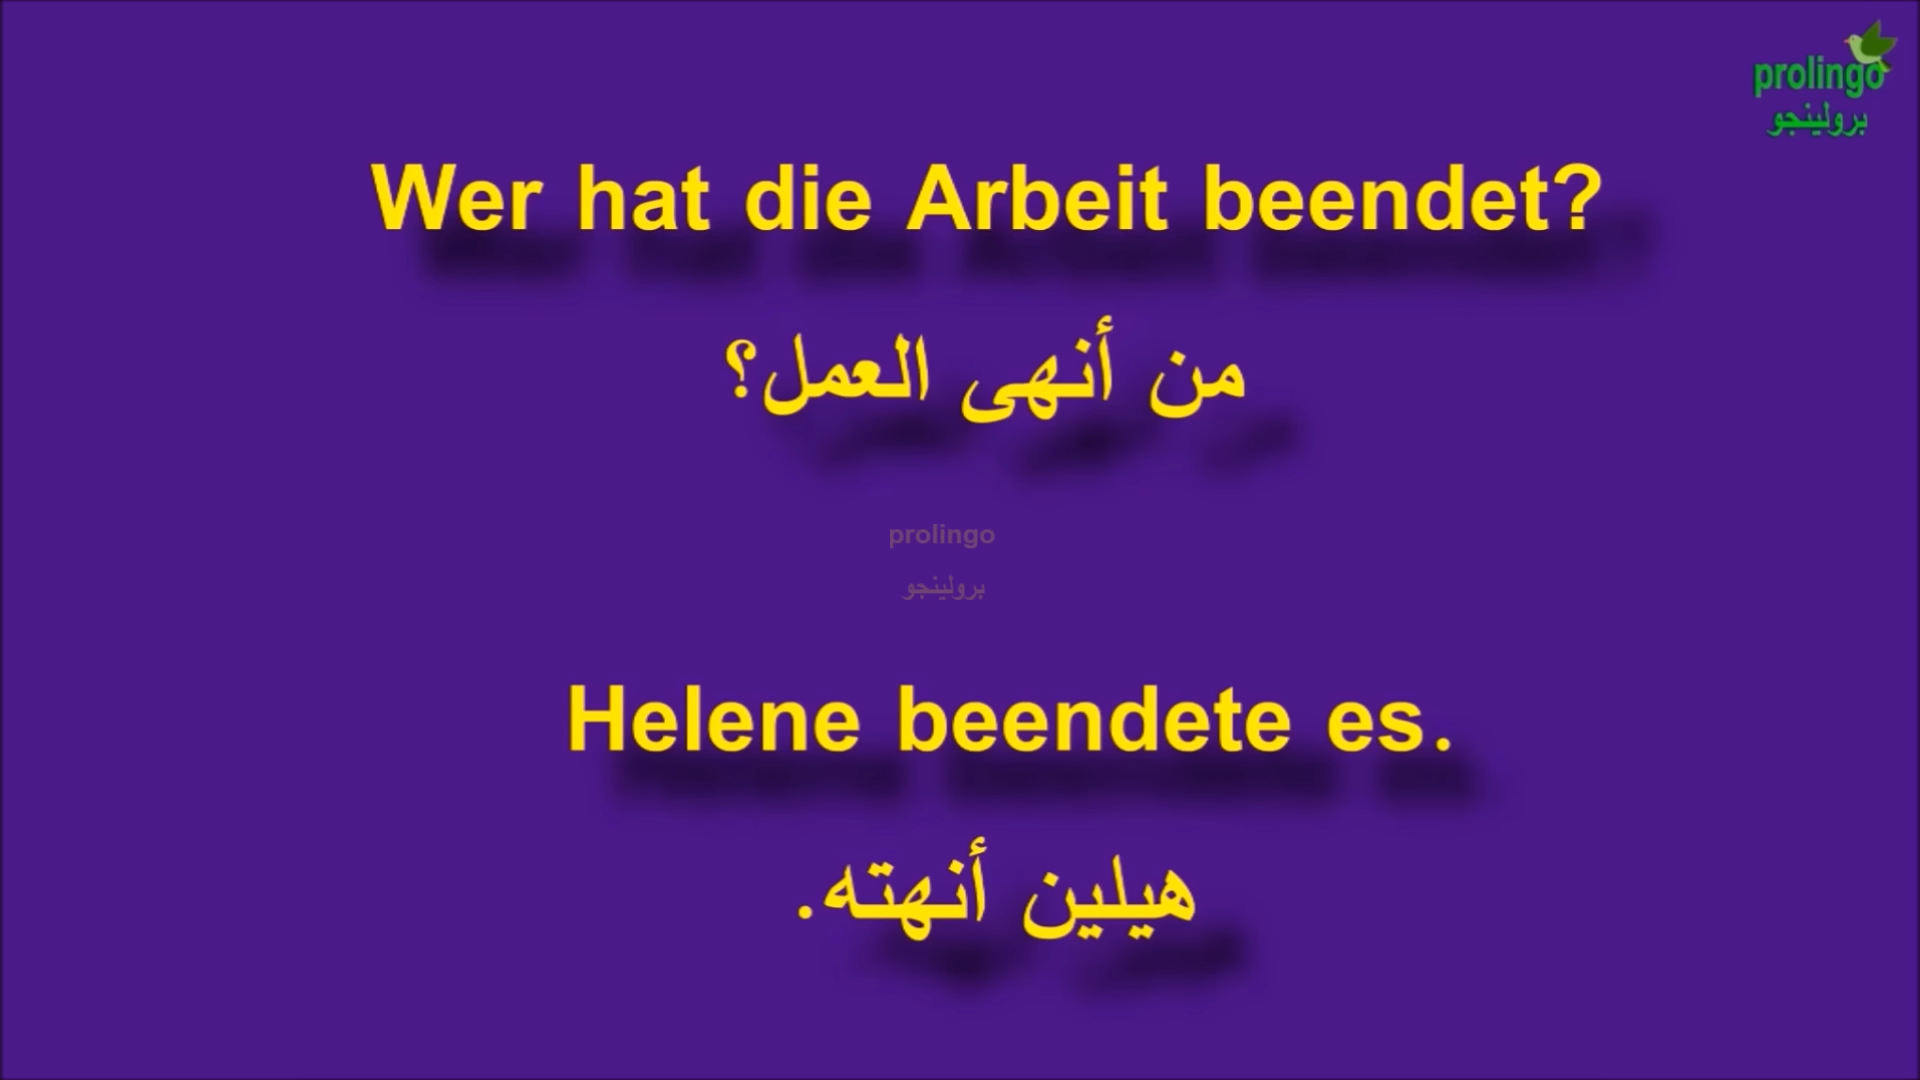 prolingo
برولينجو
Wer hat die Arbeit beendet?
من أنهى العمل؟
prolingo
برولينجو
Helene beendete es.
هيلين أنهته.